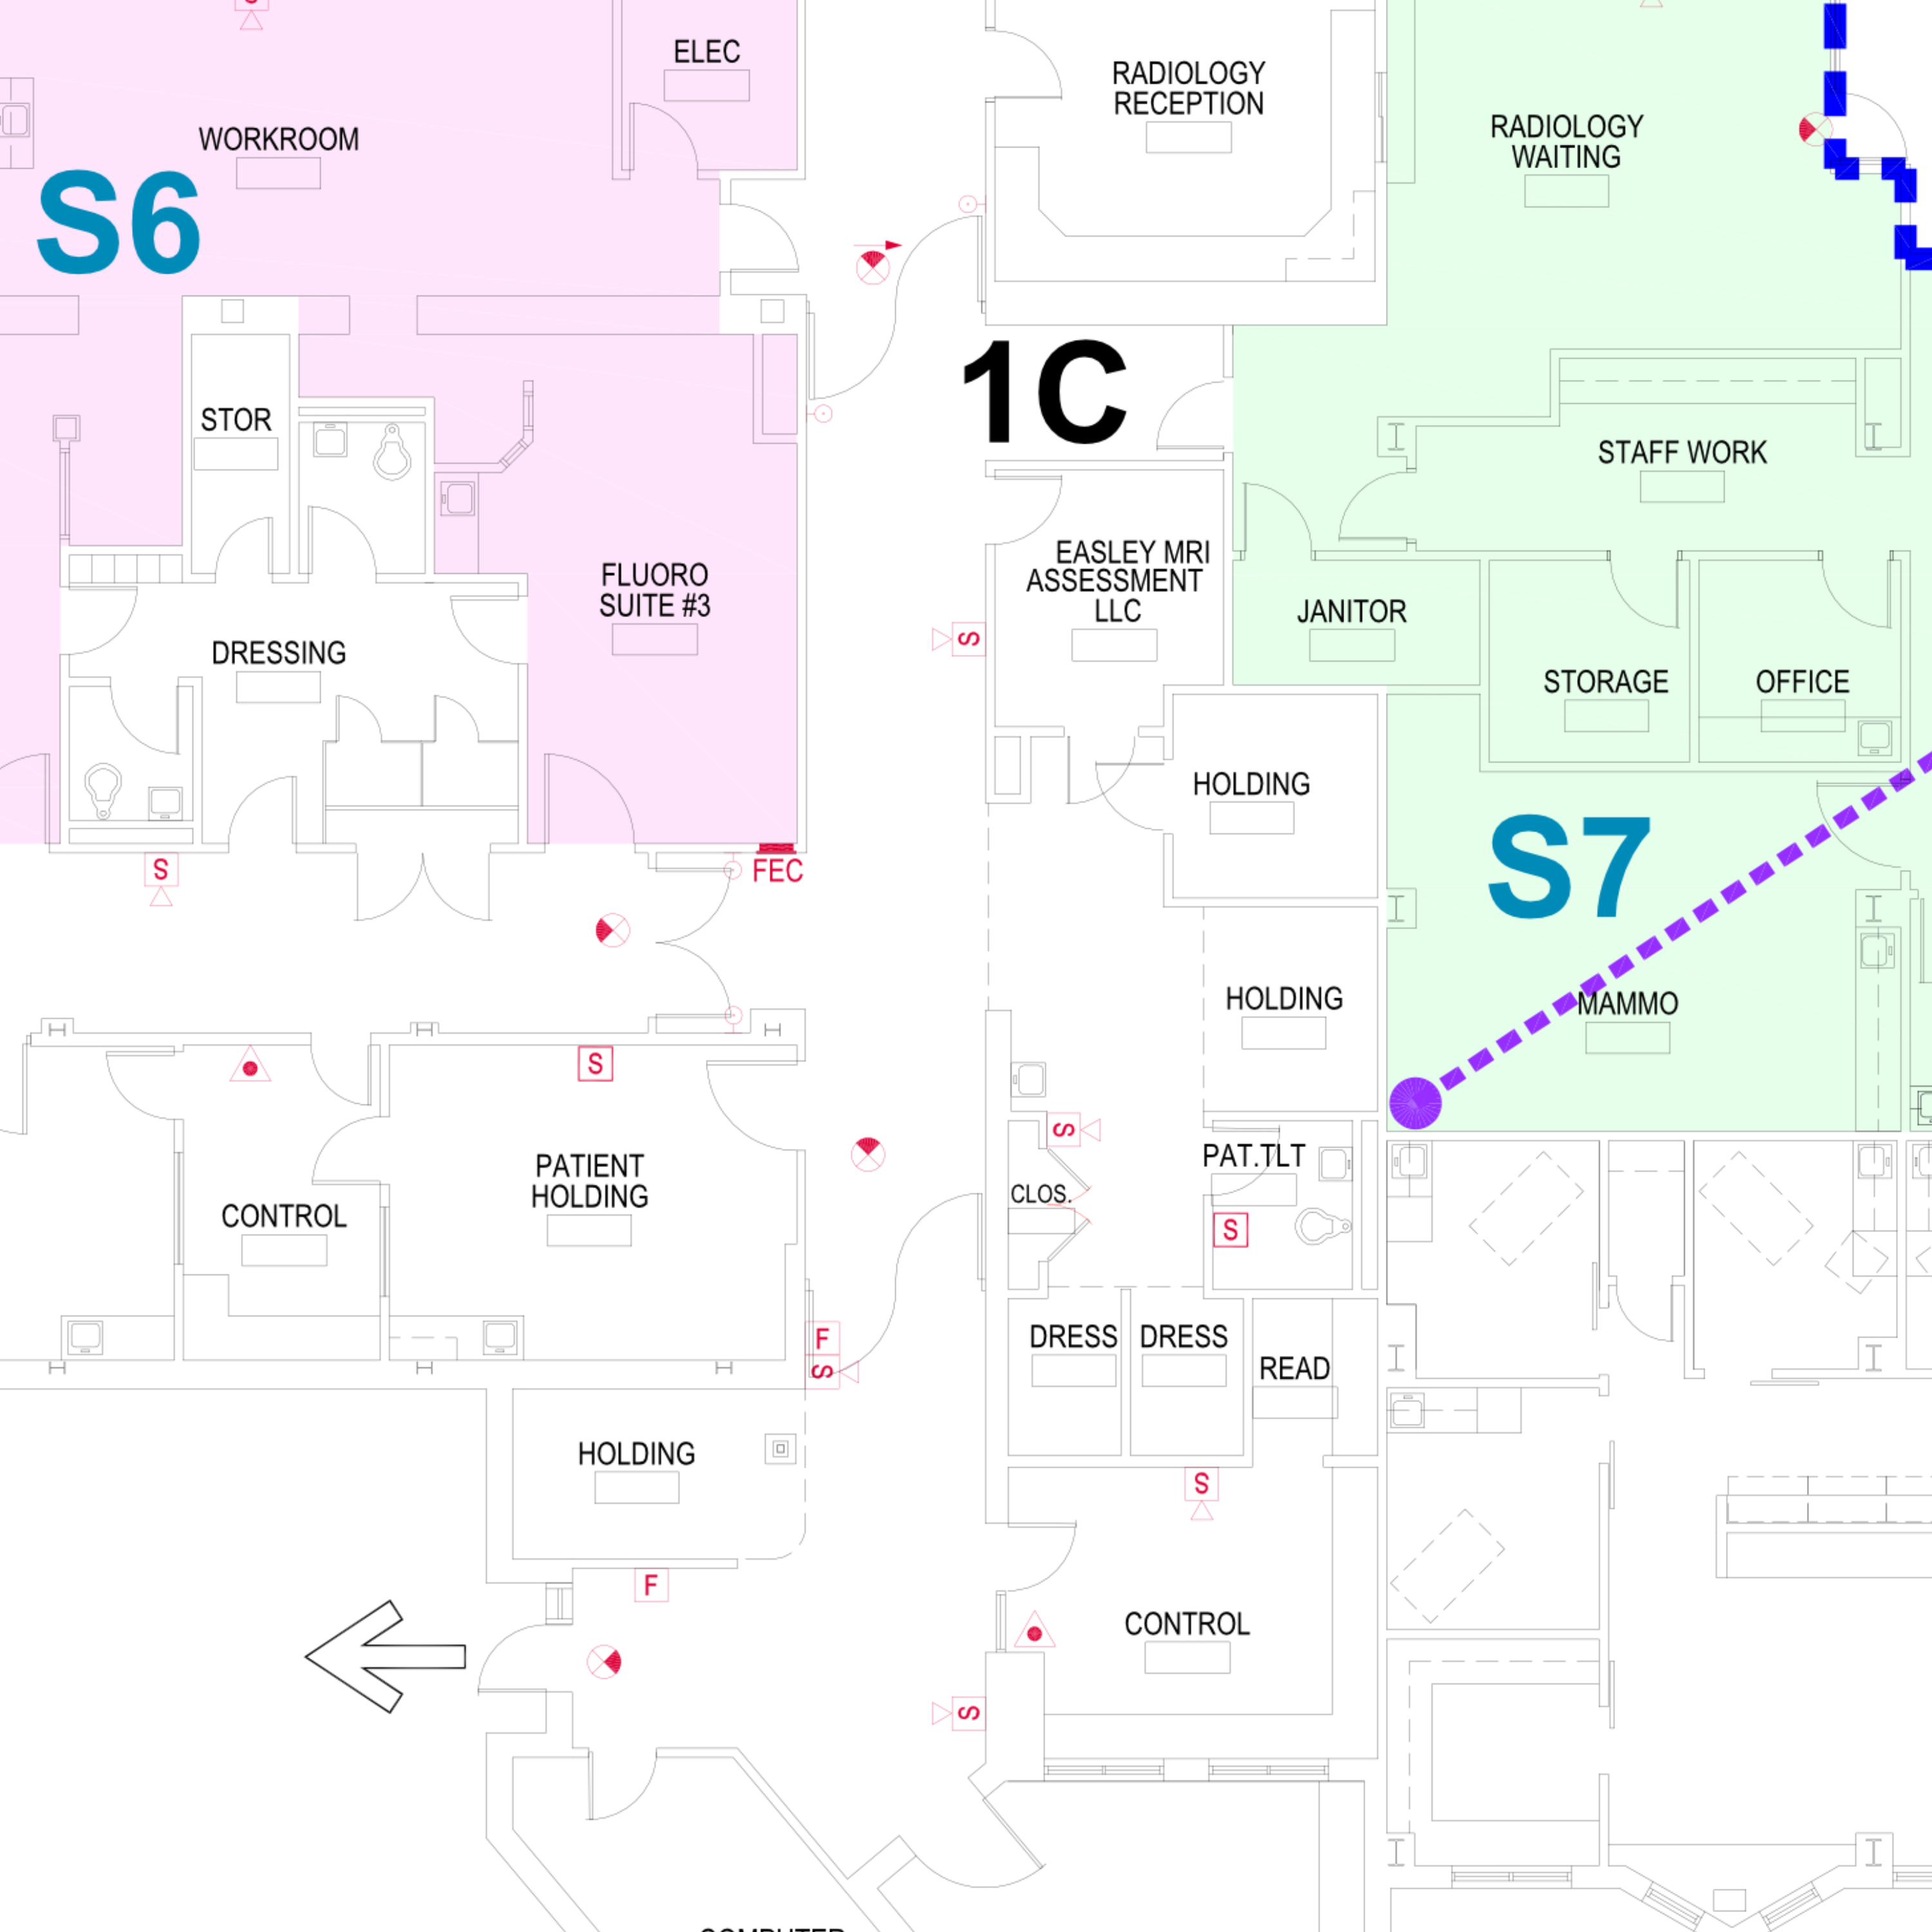 S
ELEC
RADIOLOGY
RECEPTION
WORKROOM
RADIOLOGY
WAITING
S6
1C
STOR
STAFF WORK
FLUORO
SUITE #3
EASLEY MRI
ASSESSMENT
LLC
JANITOR
S
DRESSING
STORAGE
OFFICE
HOLDING
S7
S
FEC
HOLDING
MAMMO
S
S
PAT.TLT
PATIENT
HOLDING
CLOS.
CONTROL
S
F
S
DRESS
DRESS
READ
HOLDING
S
F
CONTROL
S
COMPUTER